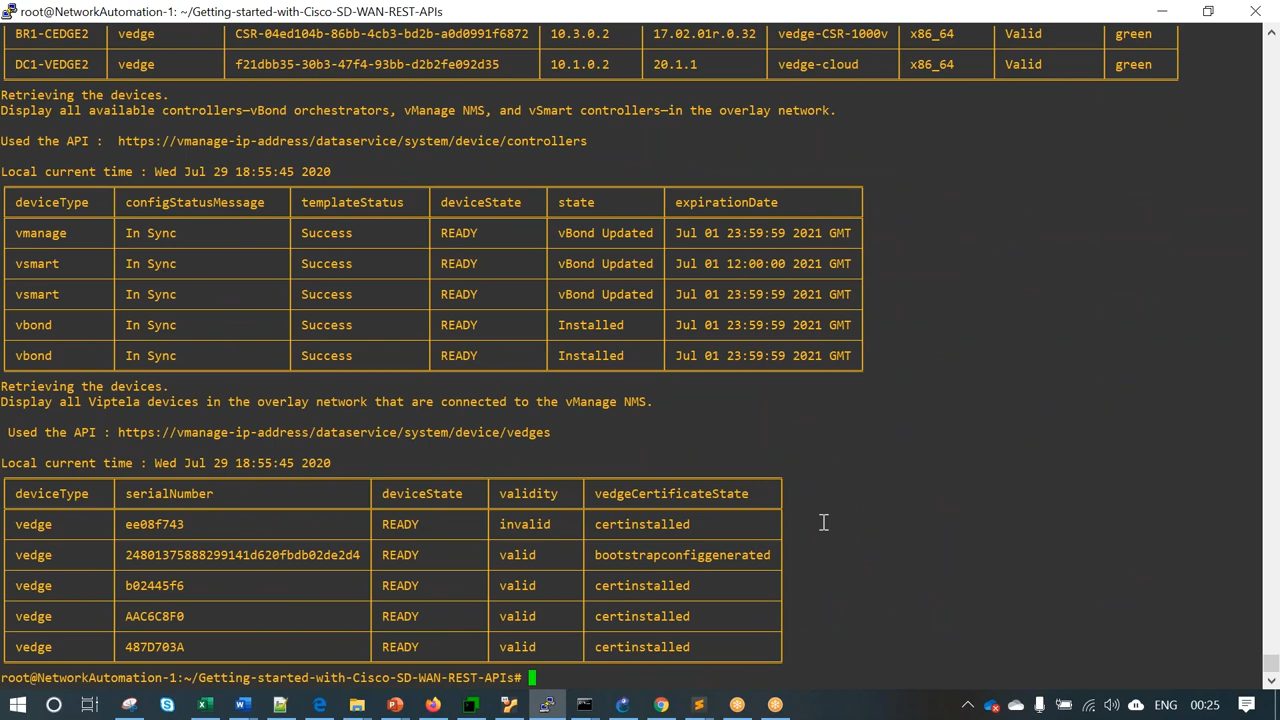 root@NetworkAutomation-1: ~/Getting-started-with-Cisco-SD-WAN-REST-APIs
BR1-CEDGE2 vedge CSR-04ed104b-86bb-4cb3-bd2b-a0d0991f6872 10.3.0.2 17.02.01r.0.32 vedge-CSR-1000v x86_64 Valid green
DC1-VEDGE2 vedge f21dbb35-30b3-47f4-93bb-d2b2fe092d35 10.1.0.2 20.1.1 vedge-cloud x86_64 Valid green
Retrieving the devices.
Display all available controllers—vBond orchestrators, vManage NMS, and vSmart controllers—in the overlay network.
Used the API :  https://vmanage-ip-address/dataservice/system/device/controllers
Local current time : Wed Jul 29 18:55:45 2020
deviceType configStatusMessage templateStatus deviceState state expirationDate
vmanage In Sync Success READY vBond Updated Jul 01 23:59:59 2021 GMT
vsmart In Sync Success READY vBond Updated Jul 01 12:00:00 2021 GMT
vsmart In Sync Success READY vBond Updated Jul 01 23:59:59 2021 GMT
vbond In Sync Success READY Installed Jul 01 23:59:59 2021 GMT
vbond In Sync Success READY Installed Jul 01 23:59:59 2021 GMT
Retrieving the devices.
Display all Viptela devices in the overlay network that are connected to the vManage NMS.
Used the API : https://vmanage-ip-address/dataservice/system/device/vedges
Local current time : Wed Jul 29 18:55:45 2020
deviceType serialNumber deviceState validity vedgeCertificateState
vedge ee08f743 READY invalid certinstalled
vedge 24801375888299141d620fbdb02de2d4 READY valid bootstrapconfiggenerated
vedge b02445f6 READY valid certinstalled
vedge AAC6C8F0 READY valid certinstalled
vedge 487D703A READY valid certinstalled
root@NetworkAutomation-1:~/Getting-started-with-Cisco-SD-WAN-REST-APIs#
ENG 00:25